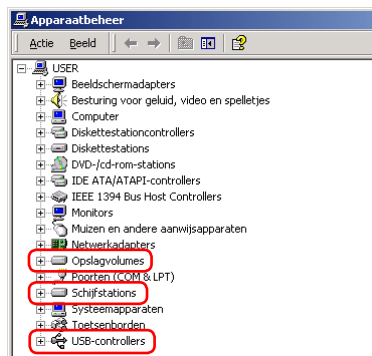 Apparaatbeheer
Actie Beeld
USER
Beeldschermadapters
Besturing voor geluid, video en spelletjes
Computer
Diskettestationcontrollers
Diskettestations
DVD-/cd-rom-stations
IDE ATA/ATAPI-controllers
IEEE 1394 Bus Host Controllers
Monitors
Muizen en andere aanwijsapparaten
Netwerkadapters
Opslagvolumes
Poorten (COM & LPT)
Schijfstations
Systeemapparaten
Toetsenborden
USB-controllers